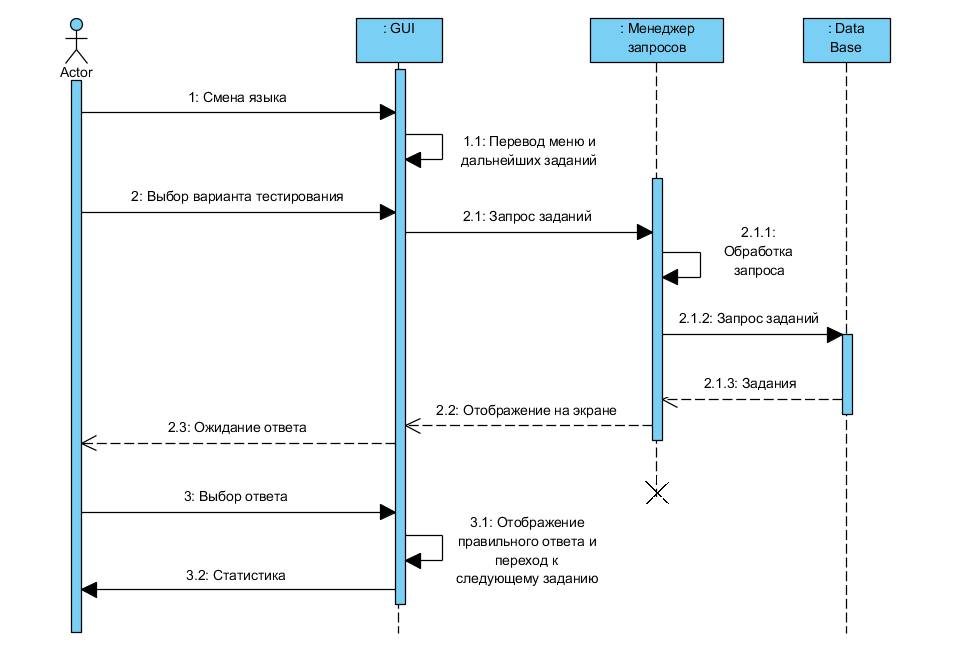 : GUI
: Менеджер
запросов
: Data
Base
Actor
1: Смена языка
1.1: Перевод меню и
дальнейших заданий
2: Выбор варианта тестирования
2.1: Запрос заданий
2.1.1:
Обработка
запроса
2.1.2: Запрос заданий
2.1.3: Задания
2.2: Отображение на экране
2.3: Ожидание ответа
3: Выбор ответа
3.1: Отображение
правильного ответа и
переход к
следующему заданию
3.2: Статистика